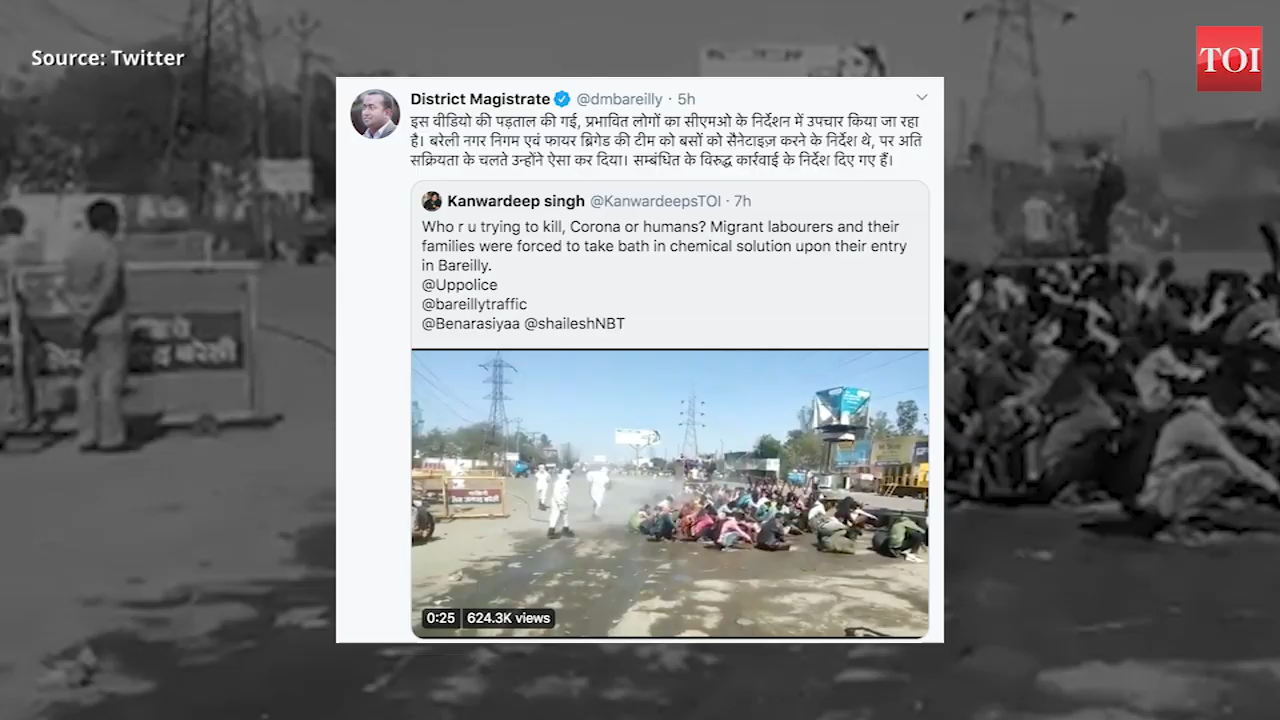 Source: Twitter
TOI
District Magistrate @dmbareilly · 5h
इस वीडियो की पड़ताल की गई, प्रभावित लोगों का सीएमओ के निर्देशन में उपचार किया जा रहा
है। बरेली नगर निगम एवं फायर ब्रिगेड की टीम को बसों को सैनेटाइज़ करने के निर्देश थे, पर अति
सक्रियता के चलते उन्होंने ऐसा कर दिया। सम्बंधित के विरुद्ध कार्रवाई के निर्देश दिए गए हैं।
Kanwardeep singh @KanwardeepsTOI · 7h
Who r u trying to kill, Corona or humans? Migrant labourers and their
families were forced to take bath in chemical solution upon their entry
in Bareilly.
@Uppolice
@bareillytraffic
@Benarasiyaa @shaileshNBT
0:25 624.3K views